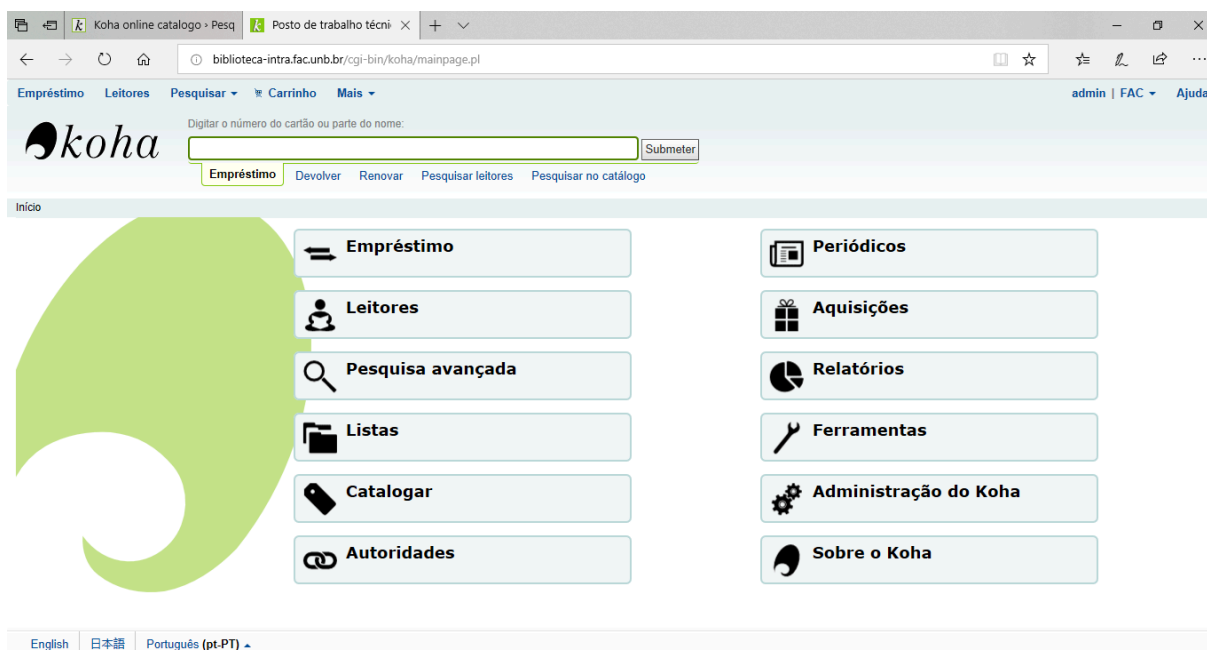 Koha online catalogo › Pesq
Posto de trabalho técni
biblioteca-intra.fac.unb.br/cgi-bin/koha/mainpage.pl
Empréstimo Leitores Pesquisar Carrinho Mais admin | FAC Ajuda
koha
Digitar o número do cartão ou parte do nome:
Submeter
Empréstimo Devolver Renovar Pesquisar leitores Pesquisar no catálogo
Início
Empréstimo
Periódicos
Leitores
Aquisições
Pesquisa avançada
Relatórios
Listas
Ferramentas
Catalogar
Administração do Koha
Autoridades
Sobre o Koha
English 日本語 Português (pt-PT)